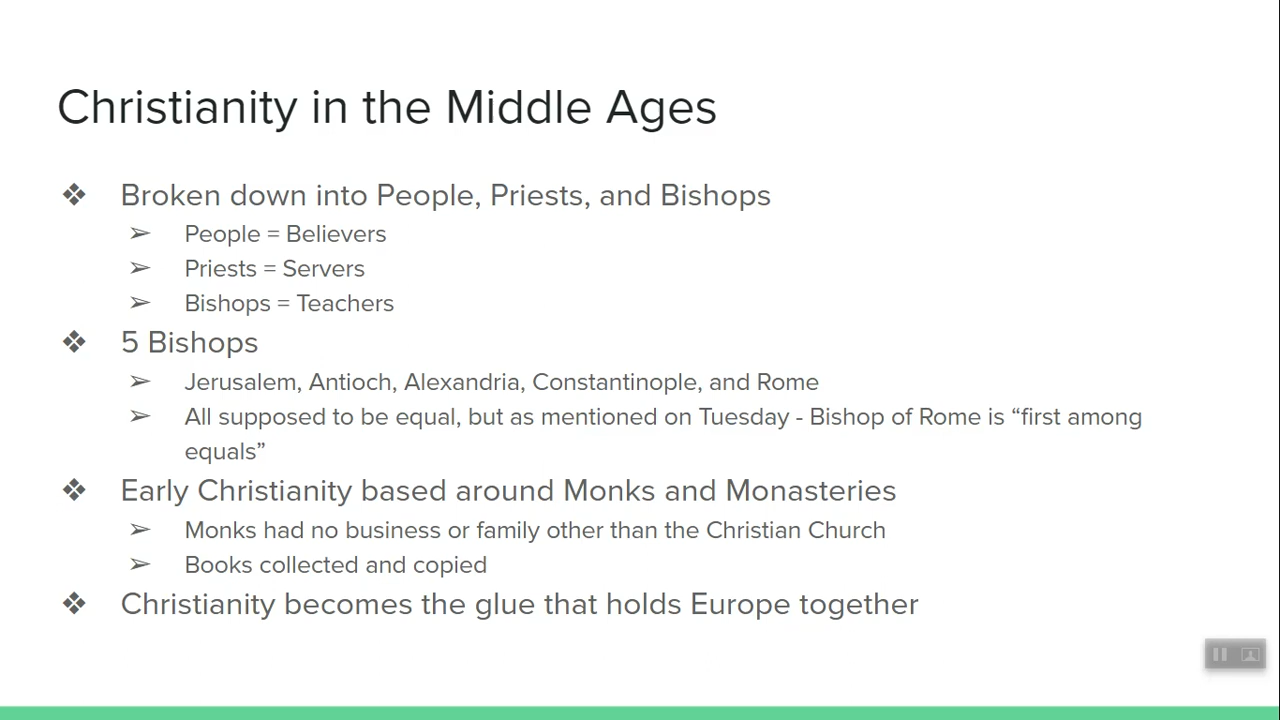 Christianity in the Middle Ages
❖ Broken down into People, Priests, and Bishops
➢ People = Believers
➢ Priests = Servers
➢ Bishops = Teachers
❖ 5 Bishops
➢ Jerusalem, Antioch, Alexandria, Constantinople, and Rome
➢ All supposed to be equal, but as mentioned on Tuesday - Bishop of Rome is “first among
equals”
❖ Early Christianity based around Monks and Monasteries
➢ Monks had no business or family other than the Christian Church
➢ Books collected and copied
❖ Christianity becomes the glue that holds Europe together